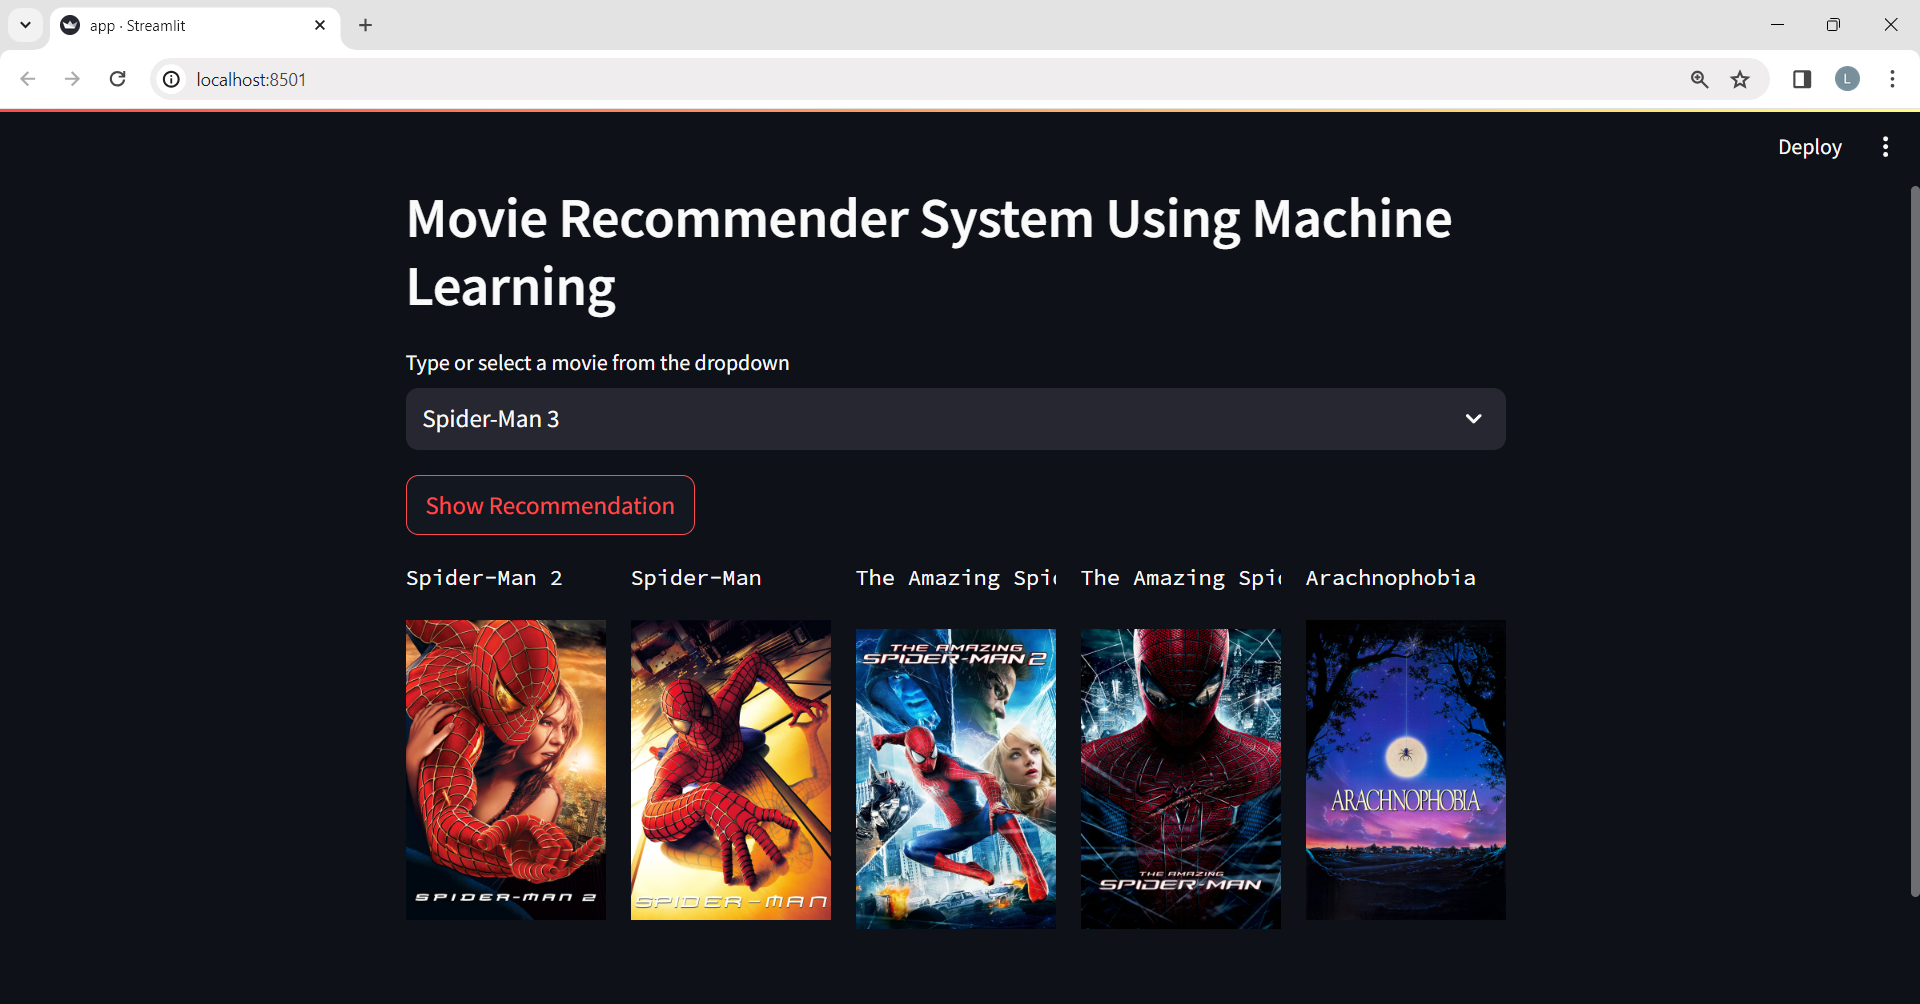 app · Streamlit
localhost:8501
L
Deploy
Movie Recommender System Using Machine
Learning
Type or select a movie from the dropdown
Spider-Man 3
Show Recommendation
Spider-Man 2
Spider-Man
The Amazing Spi
The Amazing Spi
Arachnophobia
SPIDER-MAN 2
SPIDER-MAN
THE AMAZING
SPIDER-MAN 2
THE AMAZING
SPIDER-MAN
ARACHNOPHOBIA